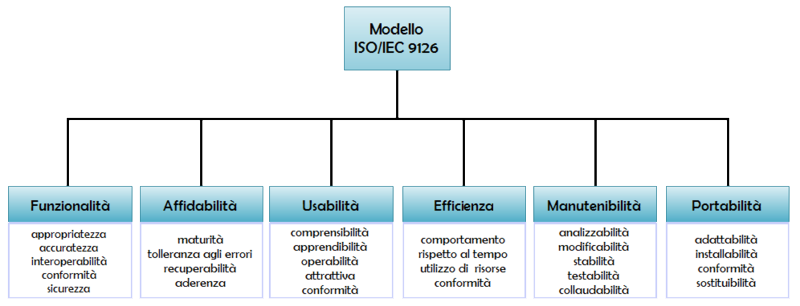 Modello
ISO/IEC 9126
Funzionalità
appropriatezza
accuratezza
interoperabilità
conformità
sicurezza
Affidabilità
maturità
tolleranza agli errori
recuperabilità
aderenza
Usabilità
comprensibilità
apprendibilità
operabilità
attrattiva
conformità
Efficienza
comportamento
rispetto al tempo
utilizzo di risorse
conformità
Manutenibilità
analizzabilità
modificabilità
stabilità
testabilità
collaudabilità
Portabilità
adattabilità
installabilità
conformità
sostituibilità